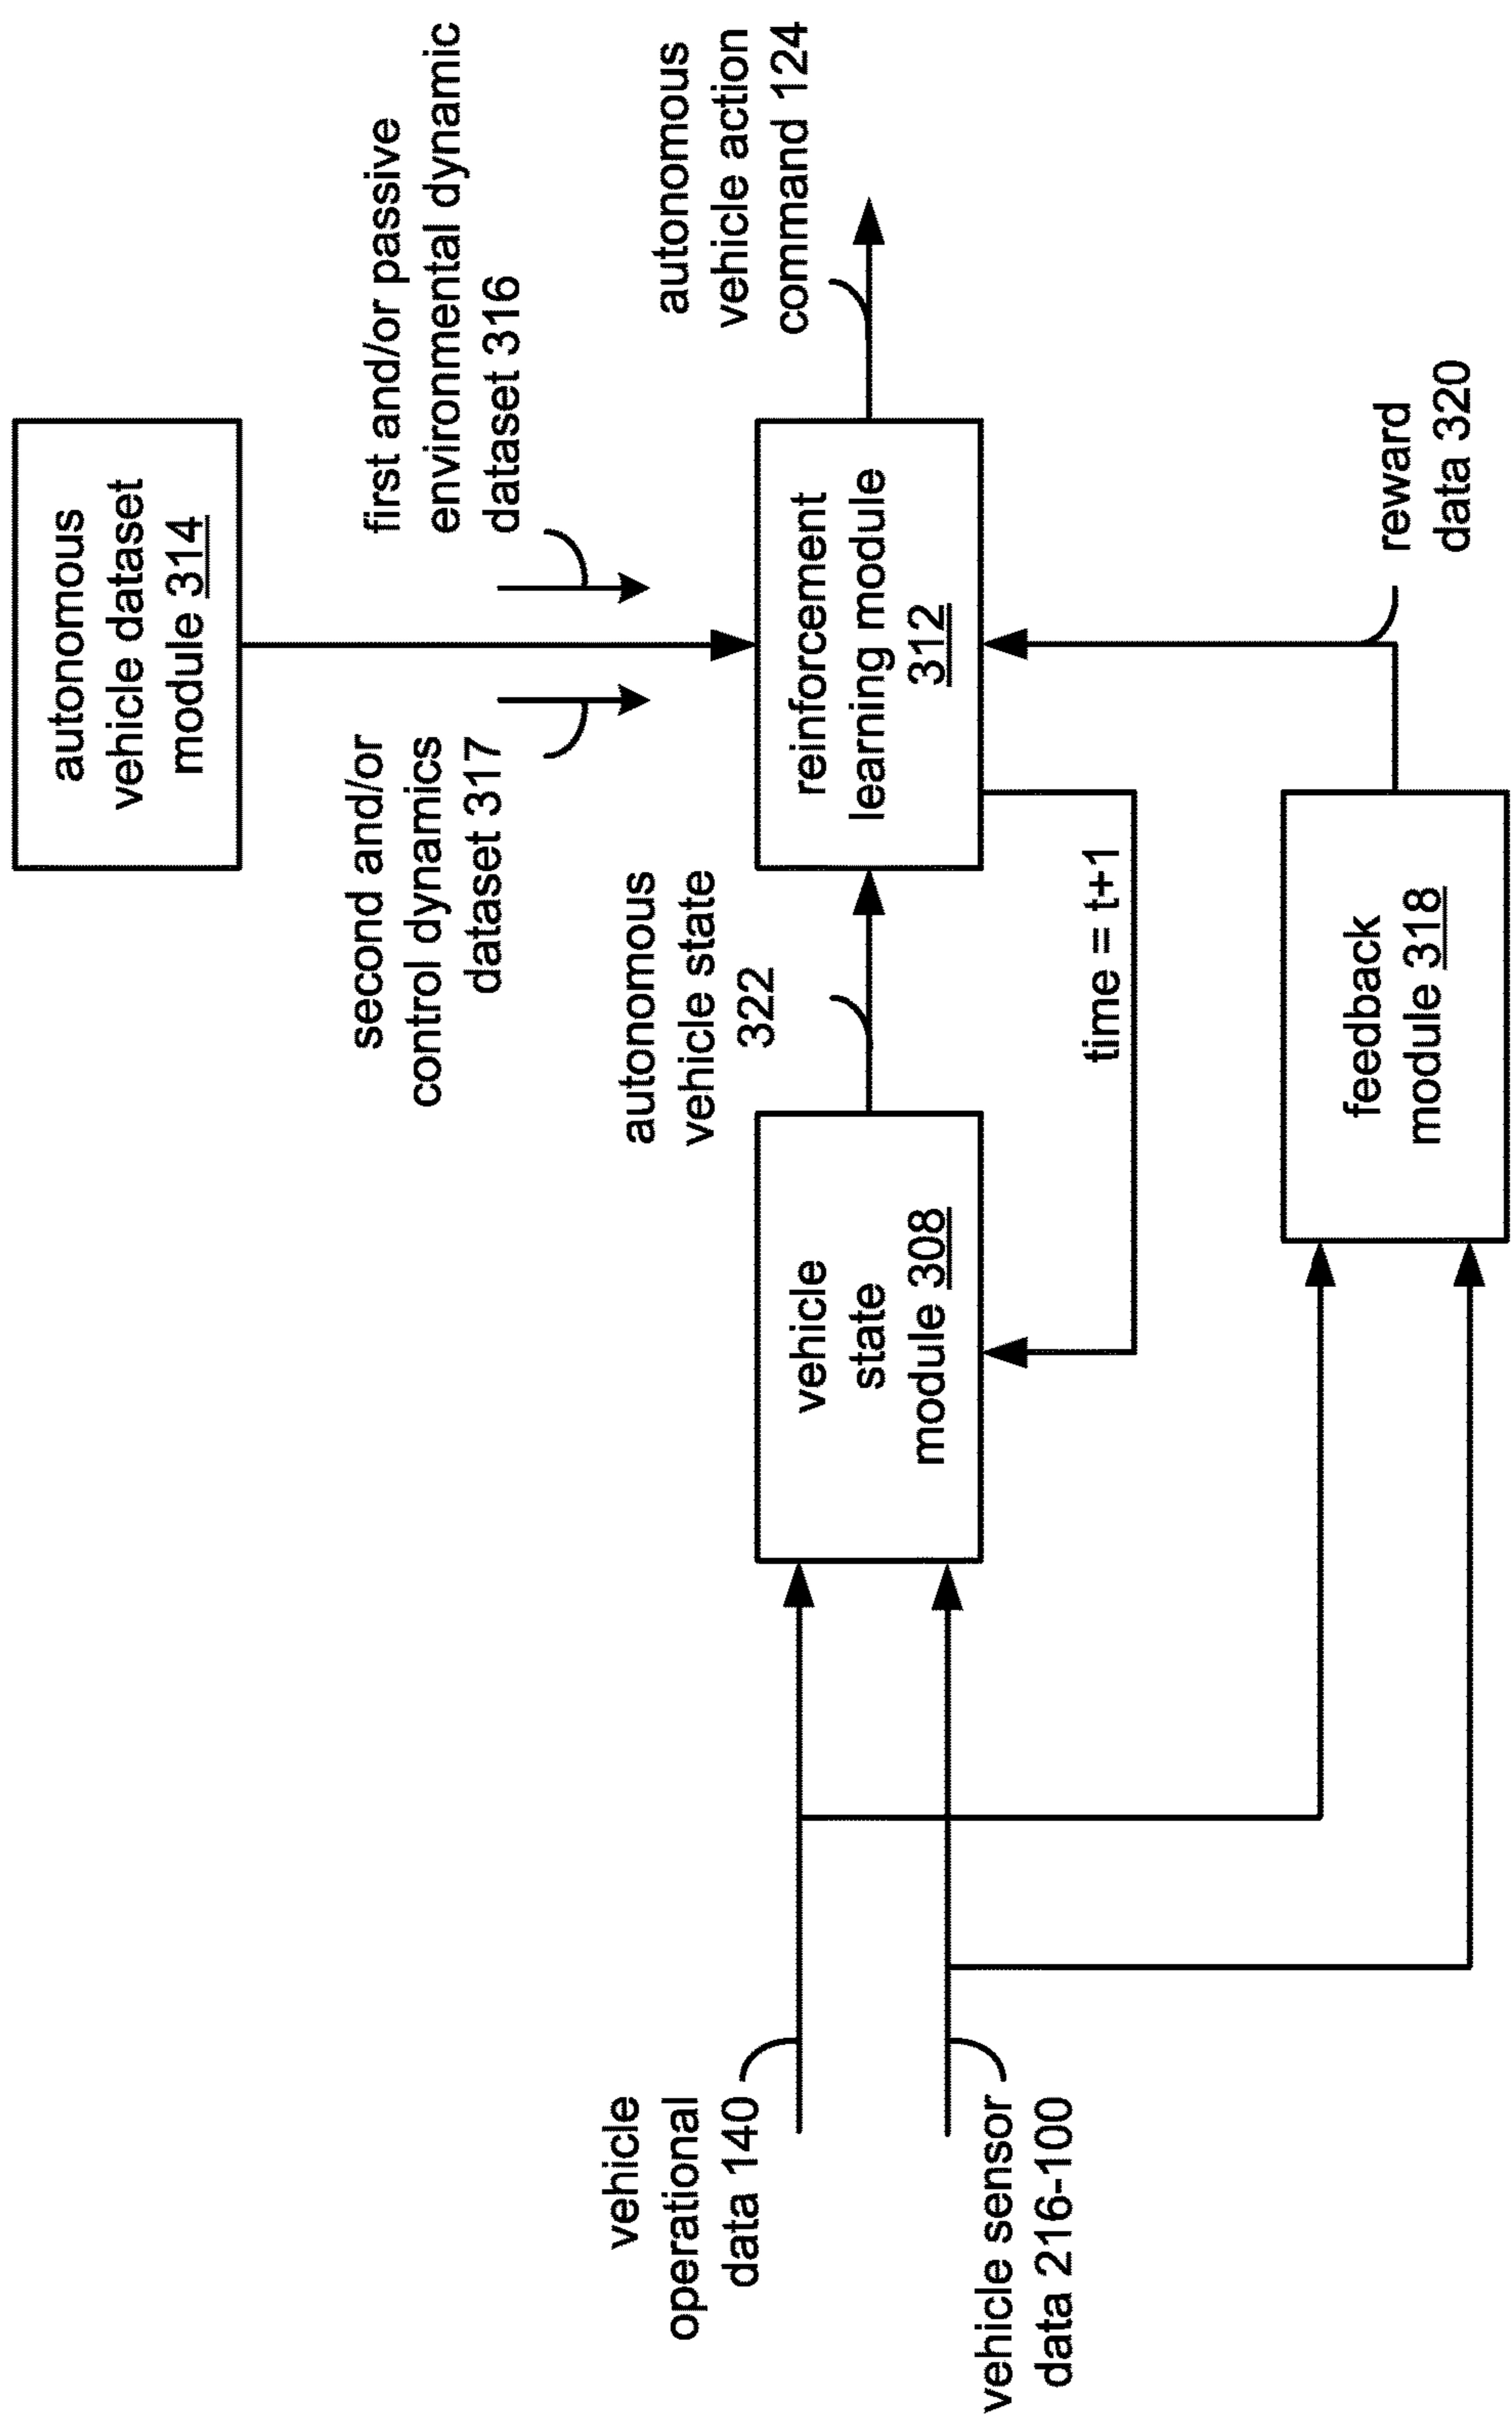 autonomous
vehicle dataset
module 314
second and/or
control dynamics
dataset 317
first and/or passive
environmental dynamic
dataset 316
vehicle
operational
data 140
vehicle sensor
data 216-100
vehicle
state
module 308
autonomous
vehicle state
322
reinforcement
learning module
312
autonomous
vehicle action
command 124
time = t+1
feedback
module 318
reward
data 320